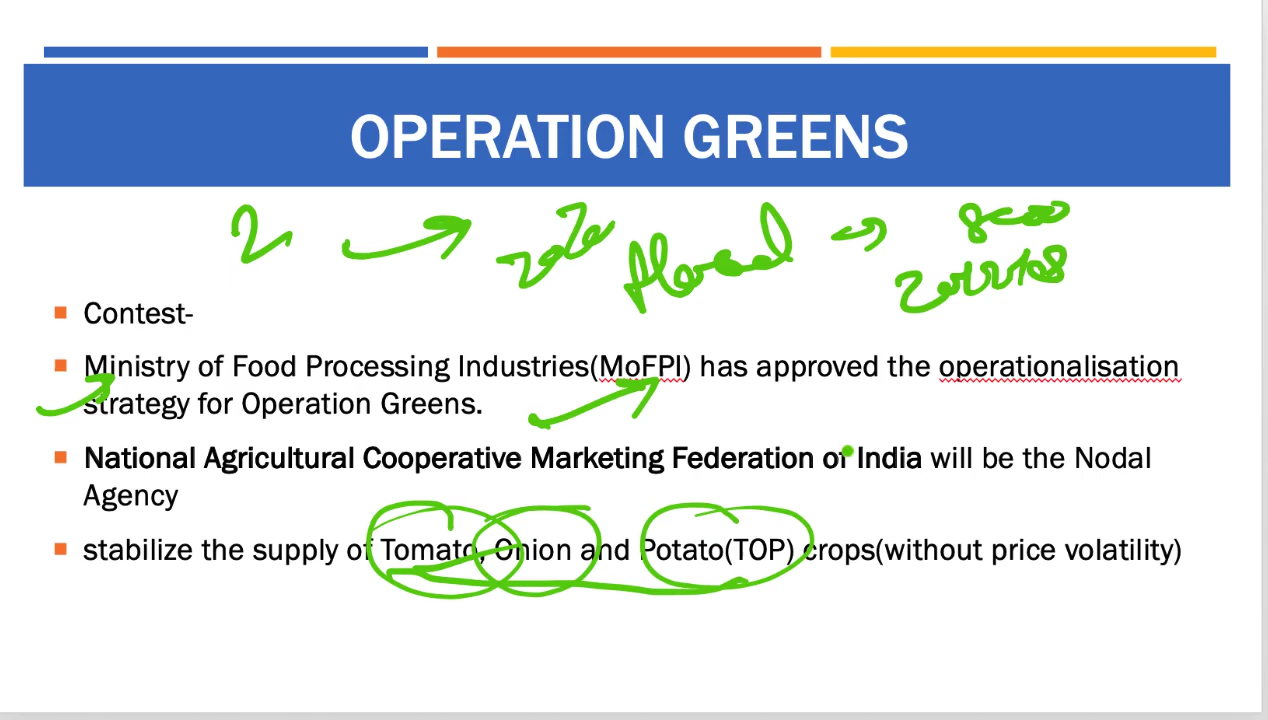 OPERATION GREENS
Contest-
Ministry of Food Processing Industries(MoFPI) has approved the operationalisation
strategy for Operation Greens.
National Agricultural Cooperative Marketing Federation of India will be the Nodal
Agency
stabilize the supply of Tomato, Onion and Potato(TOP) crops(without price volatility)